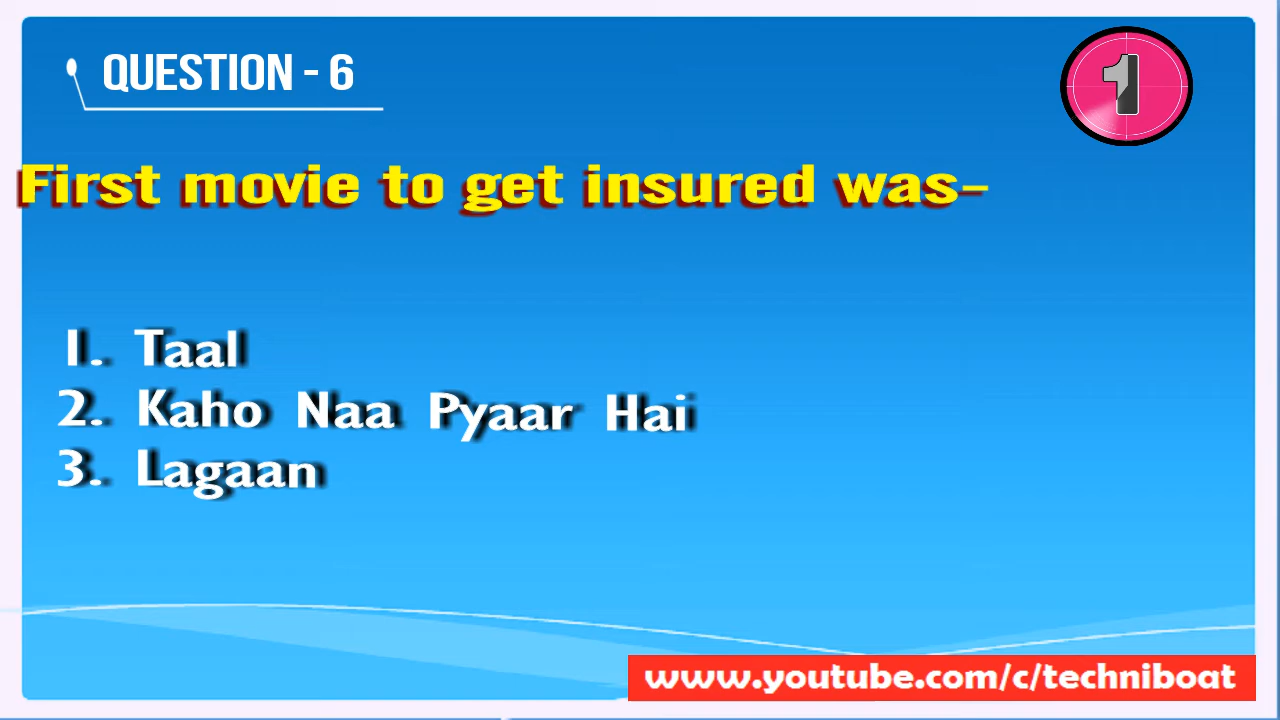 QUESTION - 6
1
First movie to get insured was-
1. Taal
2. Kaho Naa Pyaar Hai
3. Lagaan
www.youtube.com/c/techniboat